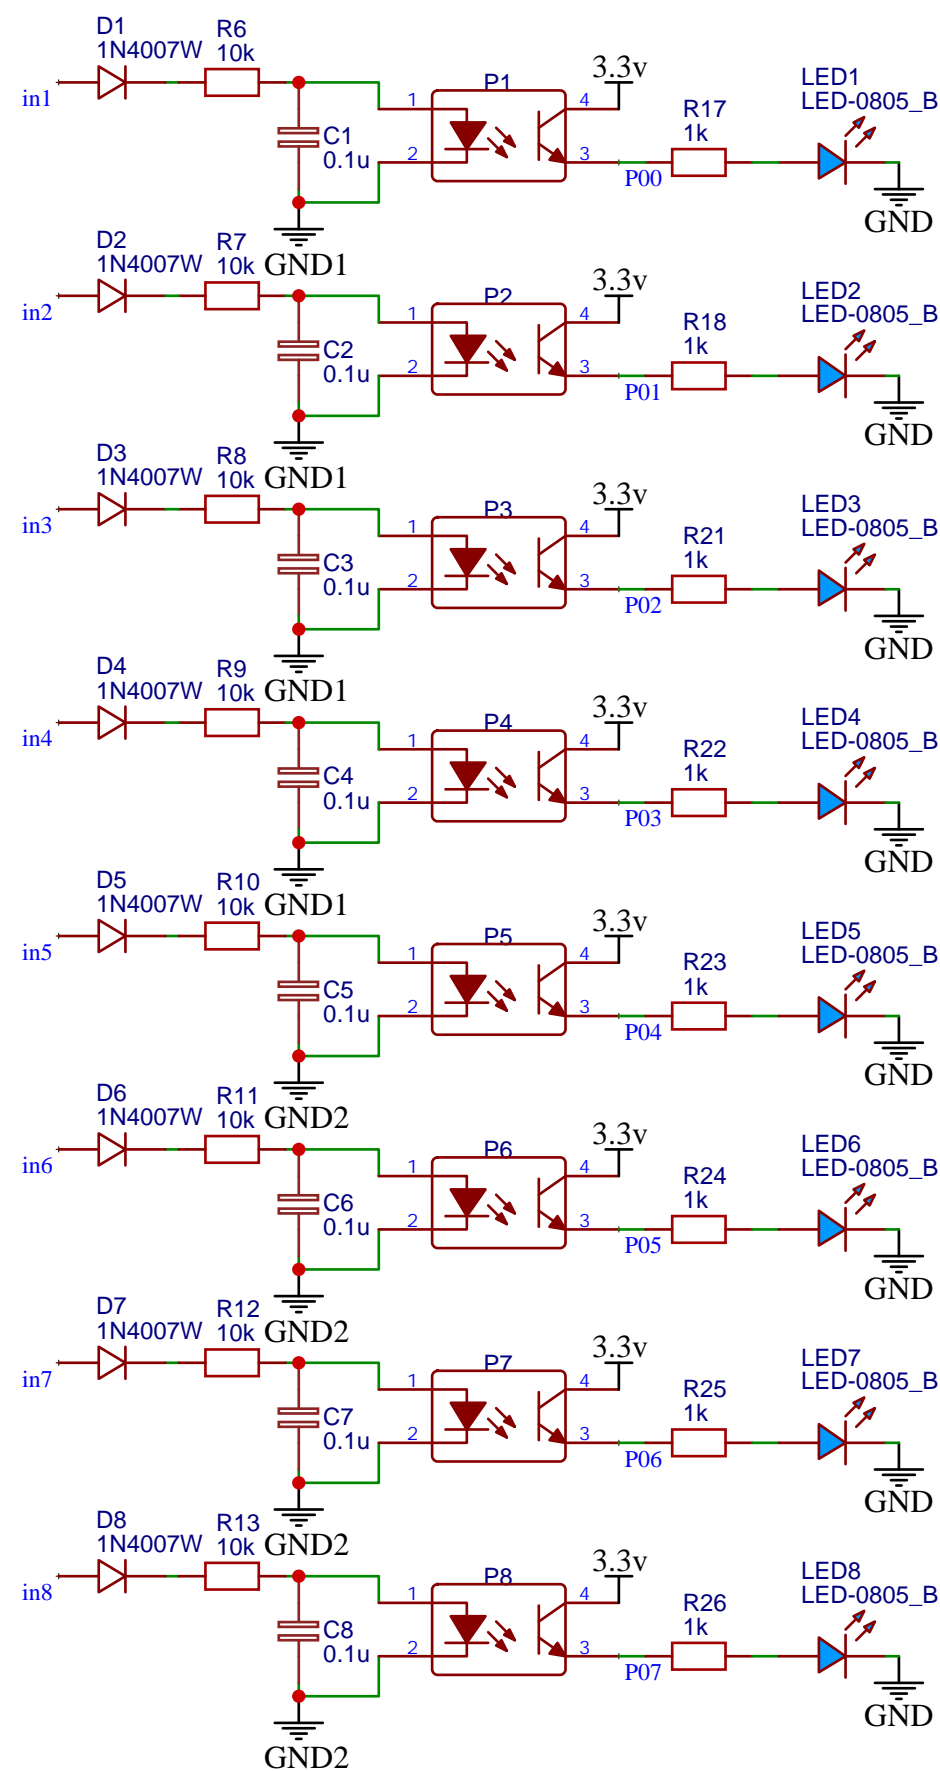 D1
1N4007W
R6
10k
in1
C1
0.1u
GND1
P1
1
2
4
3
3.3v
P00
R17
1k
LED1
LED-0805_B
GND
D2
1N4007W
R7
10k
in2
C2
0.1u
GND1
P2
1
2
4
3
3.3v
P01
R18
1k
LED2
LED-0805_B
GND
D3
1N4007W
R8
10k
in3
C3
0.1u
GND1
P3
1
2
4
3
3.3v
P02
R21
1k
LED3
LED-0805_B
GND
D4
1N4007W
R9
10k
in4
C4
0.1u
GND1
P4
1
2
4
3
3.3v
P03
R22
1k
LED4
LED-0805_B
GND
D5
1N4007W
R10
10k
in5
C5
0.1u
GND2
P5
1
2
4
3
3.3v
P04
R23
1k
LED5
LED-0805_B
GND
D6
1N4007W
R11
10k
in6
C6
0.1u
GND2
P6
1
2
4
3
3.3v
P05
R24
1k
LED6
LED-0805_B
GND
D7
1N4007W
R12
10k
in7
C7
0.1u
GND2
P7
1
2
4
3
3.3v
P06
R25
1k
LED7
LED-0805_B
GND
D8
1N4007W
R13
10k
in8
C8
0.1u
GND2
P8
1
2
4
3
3.3v
P07
R26
1k
LED8
LED-0805_B
GND